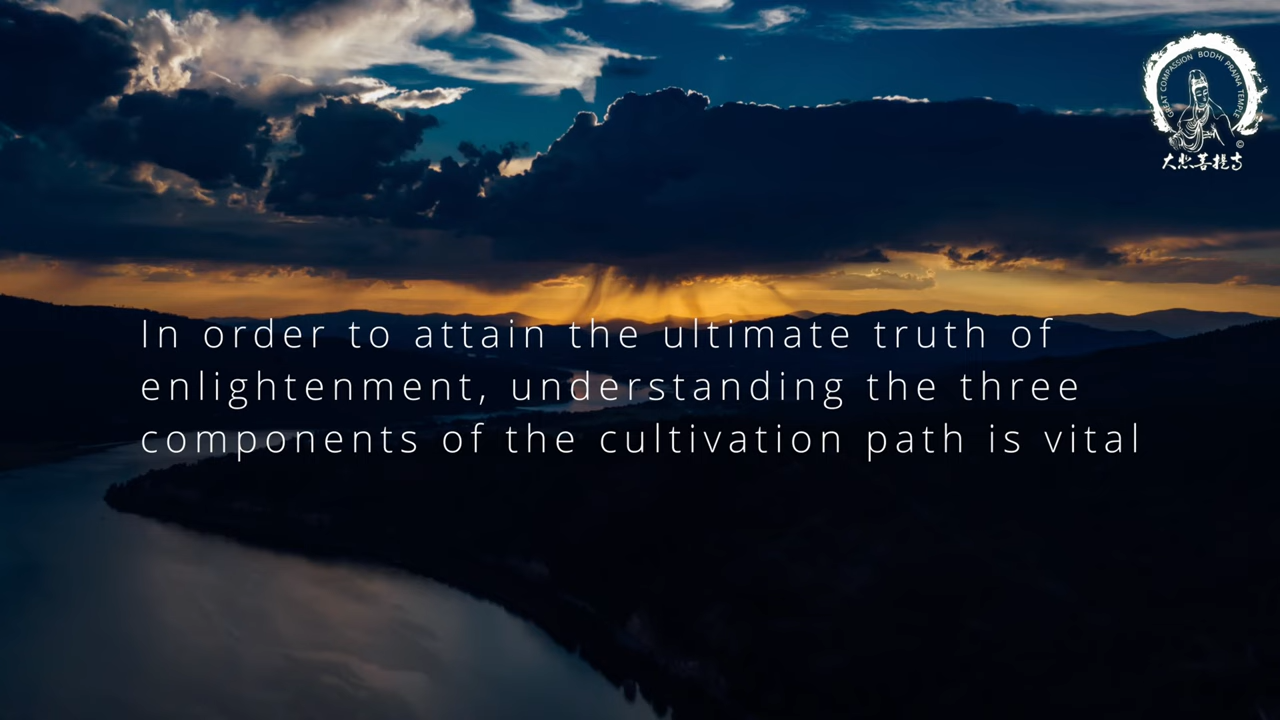 GREAT COMPASSION BODHI PRAJNA TEMPLE
©
大悲菩提寺
In order to attain the ultimate truth of
enlightenment, understanding the three
components of the cultivation path is vital